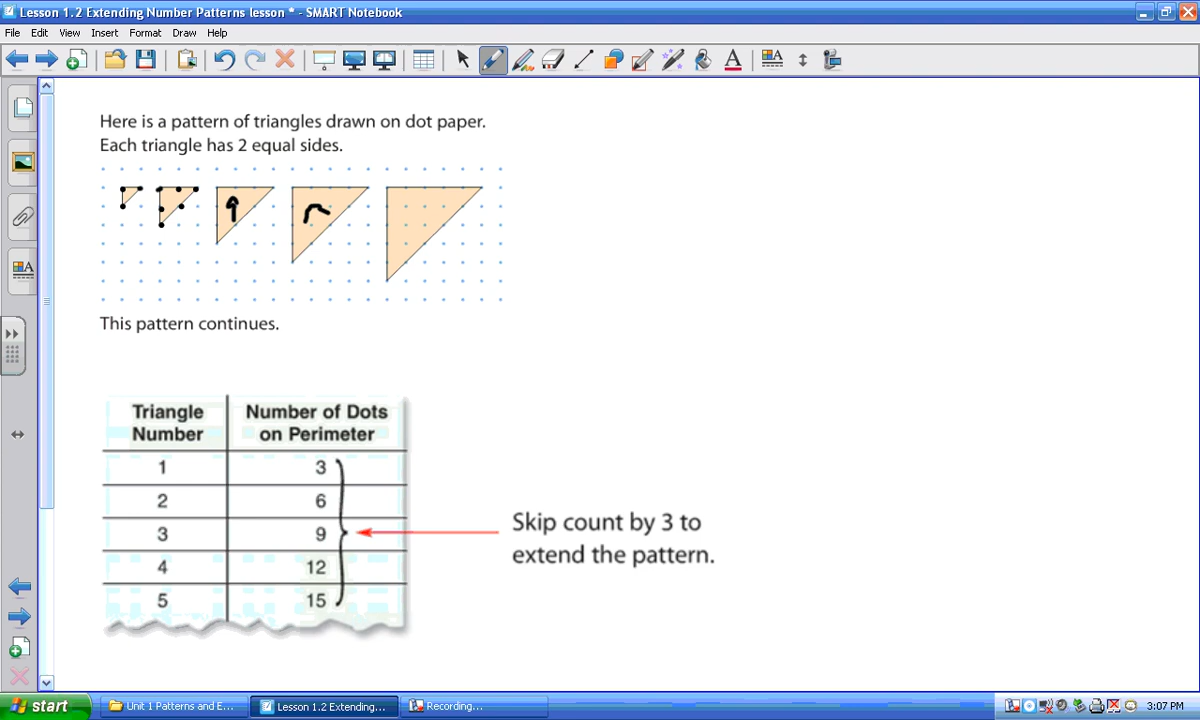 Lesson 1.2 Extending Number Patterns lesson * - SMART Notebook
File Edit View Insert Format Draw Help
Here is a pattern of triangles drawn on dot paper.
Each triangle has 2 equal sides.
This pattern continues.
Triangle Number of Dots
Number on Perimeter
1 3
2 6
3 9
4 12
5 15
Skip count by 3 to
extend the pattern.
start Unit 1 Patterns and E... Lesson 1.2 Extending... Recording... 3:07 PM